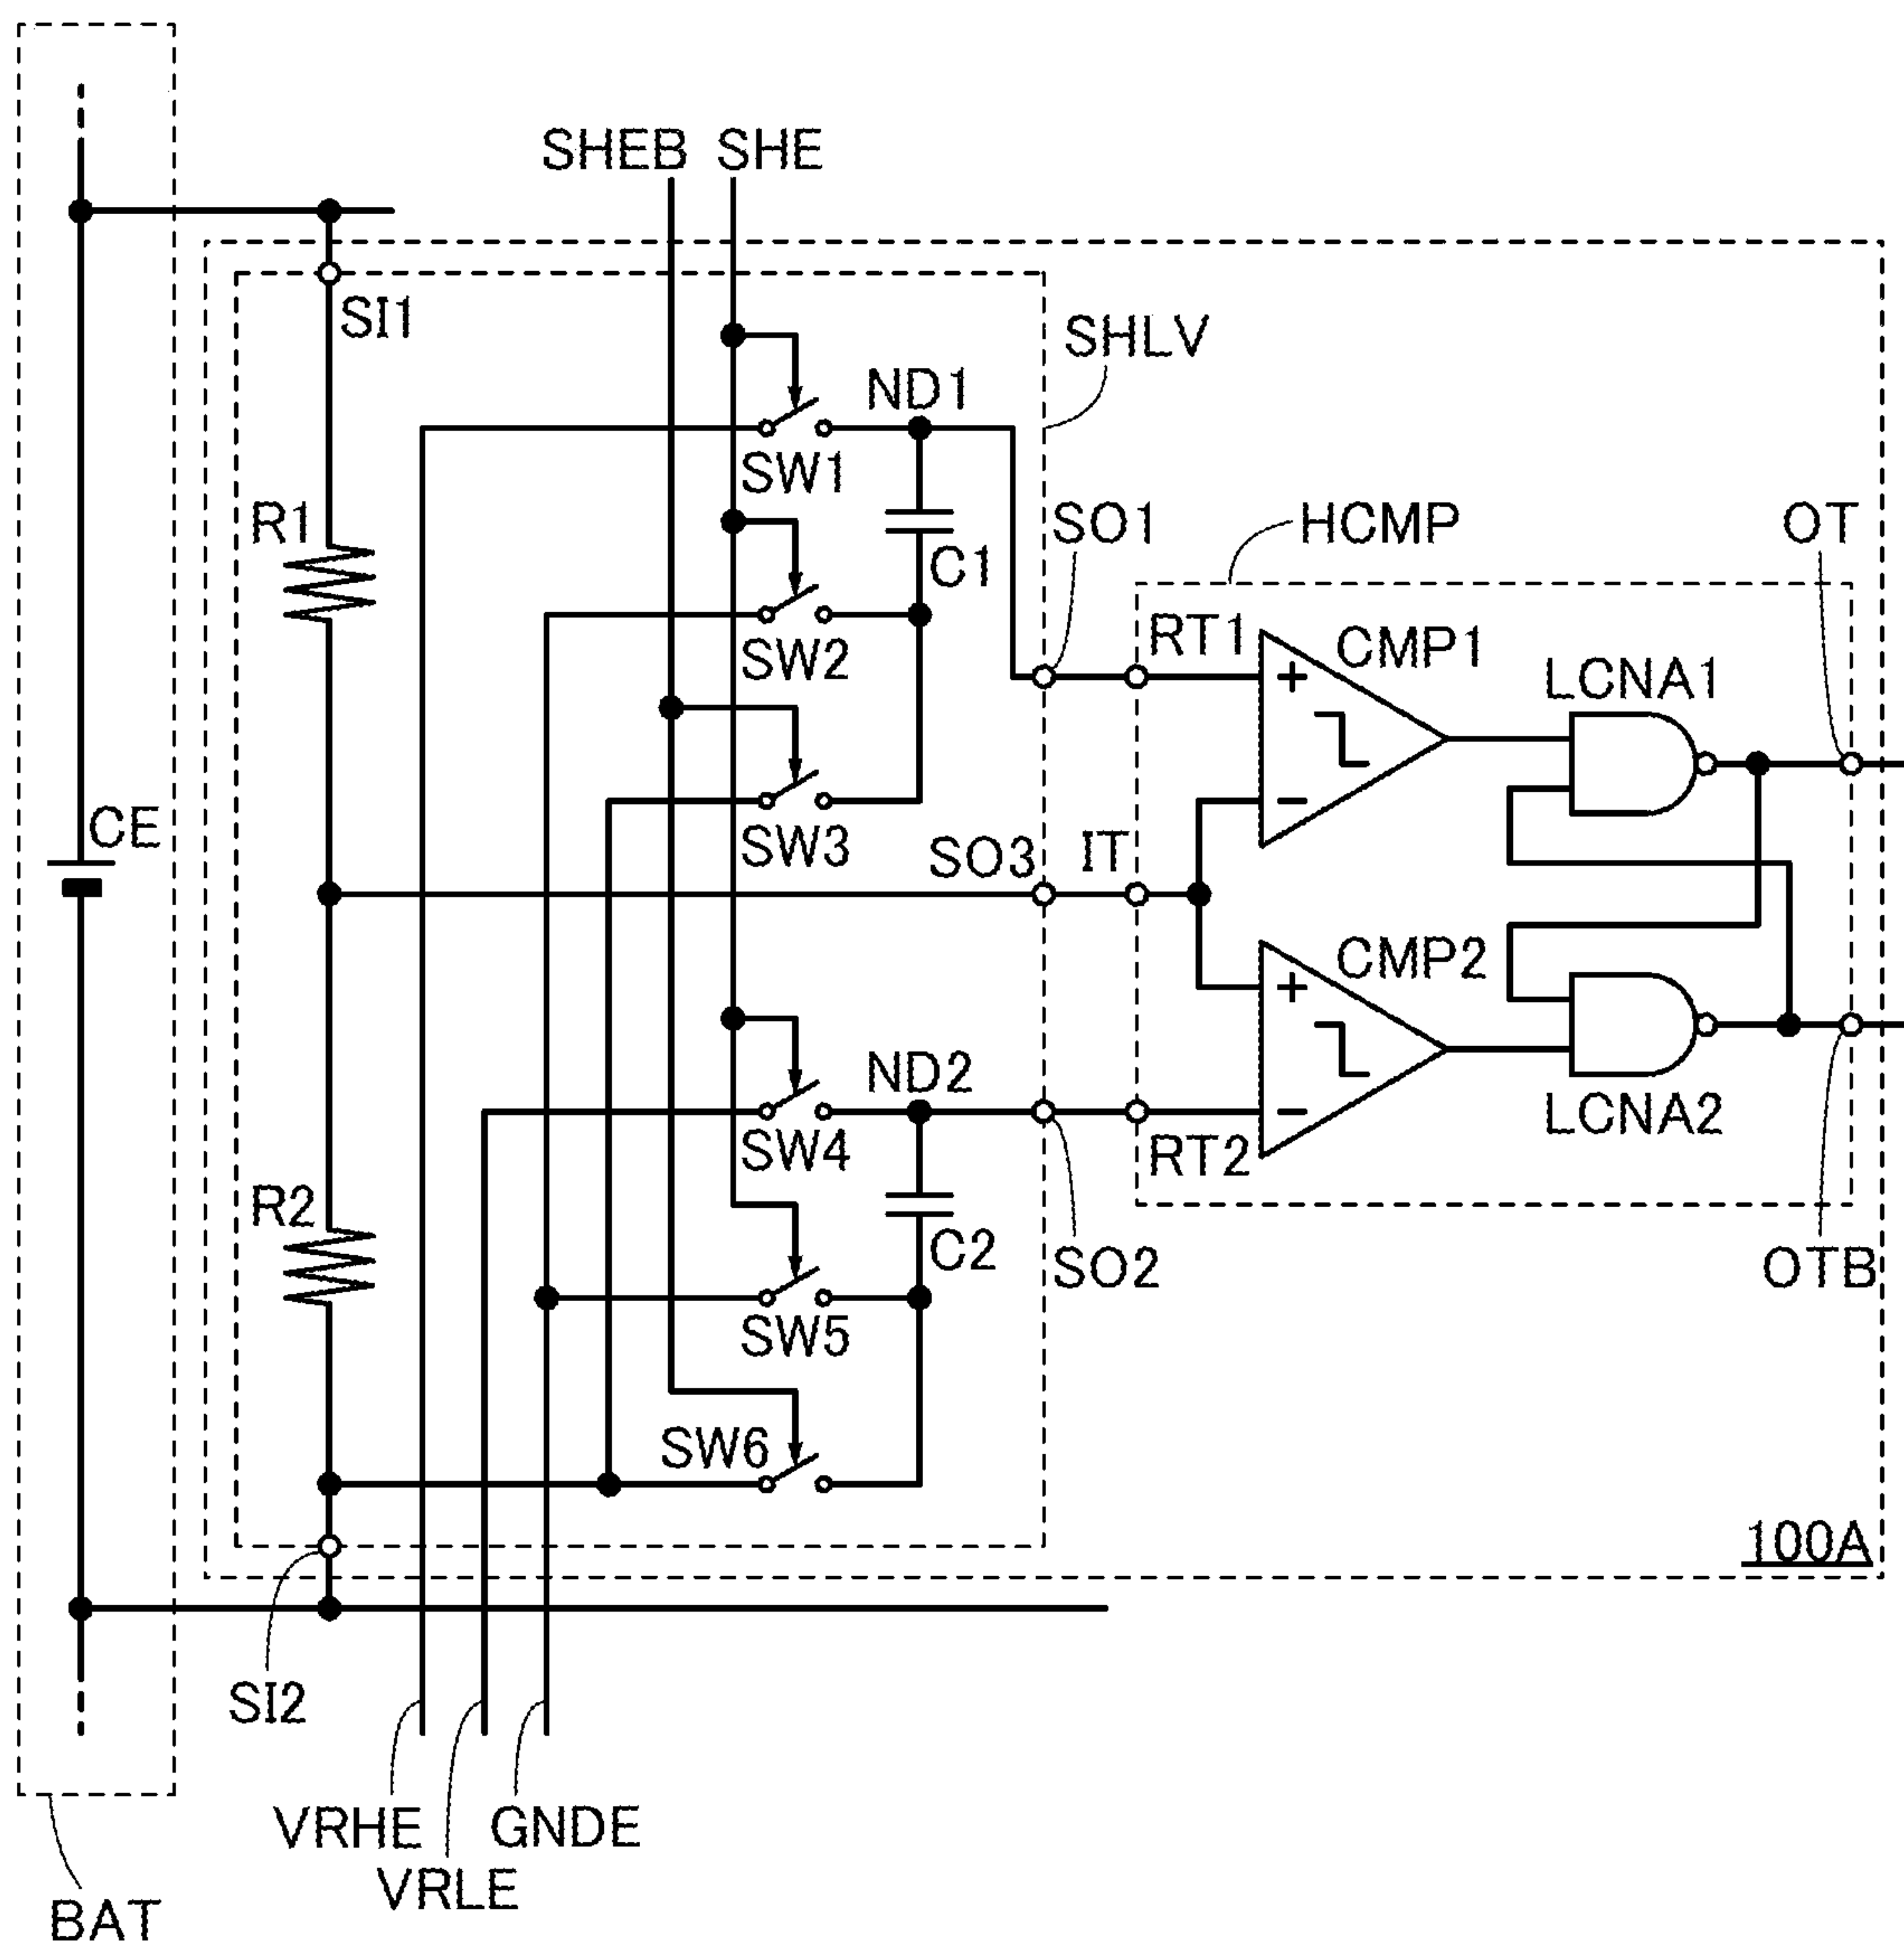 SHEB SHE
SI1
SHLV
ND1
SW1
R1
C1
SO1
HCMP
OT
RT1
CMP1
LCNA1
SW2
CE
SW3
SO3
IT
CMP2
ND2
SW4
RT2
LCNA2
R2
C2
SO2
OTB
SW5
SW6
100A
SI2
VRHE
GNDE
VRLE
BAT
+
−
+
−